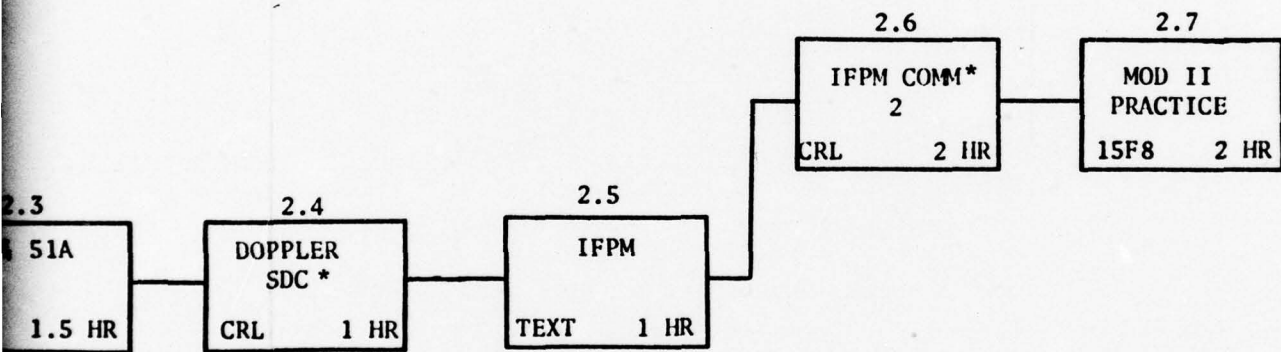 2.6 2.7
IFPM COMM* MOD II
2 PRACTICE
CRL 2 HR 15F8 2 HR
2.3 2.4 2.5
51A DOPPLER IFPM
SDC *
1.5 HR CRL 1 HR TEXT 1 HR